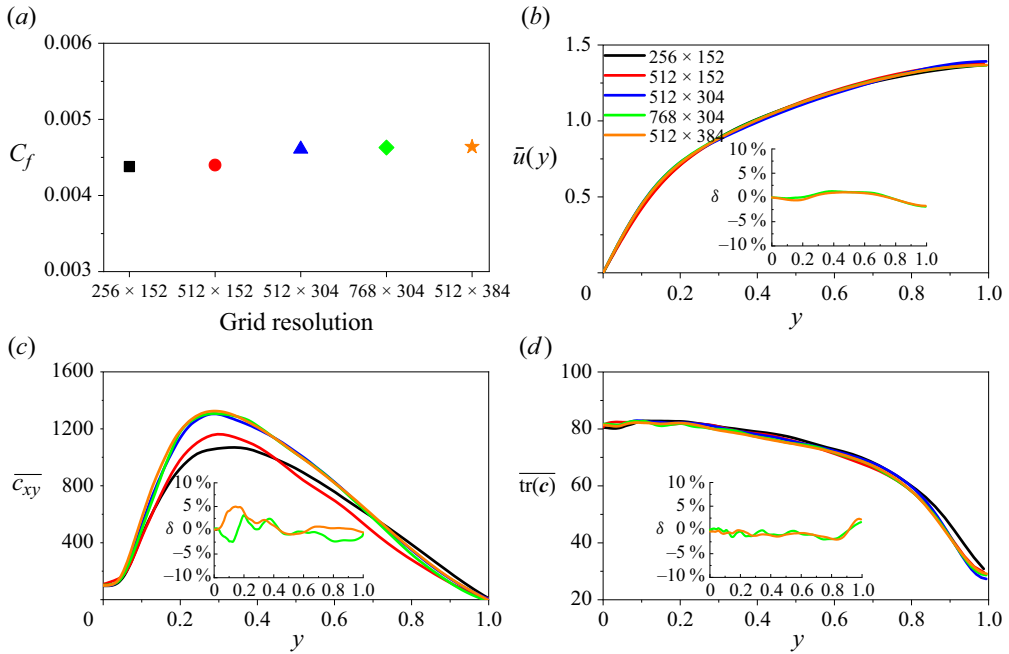 (a)
0.006
0.005
C_f
0.004
0.003
256 × 152 512 × 152 512 × 304 768 × 304 512 × 384
Grid resolution
(b)
1.5
256 × 152
512 × 152
512 × 304
1.0
768 × 304
512 × 384
ū(y)
0.5
10 %
5 %
δ
0 %
−5 %
−10 %
0 0.2 0.4 0.6 0.8 1.0
0 0.2 0.4 0.6 0.8 1.0
y
(c)
1600
1200
c̅x̅y̅
800
400
10 %
5 %
δ
0 %
−5 %
−10 %
0 0.2 0.4 0.6 0.8 1.0
0 0.2 0.4 0.6 0.8 1.0
y
(d)
100
80
tr(c)
60
40
20
10 %
5 %
δ
0 %
−5 %
−10 %
0 0.2 0.4 0.6 0.8 1.0
0 0.2 0.4 0.6 0.8 1.0
y